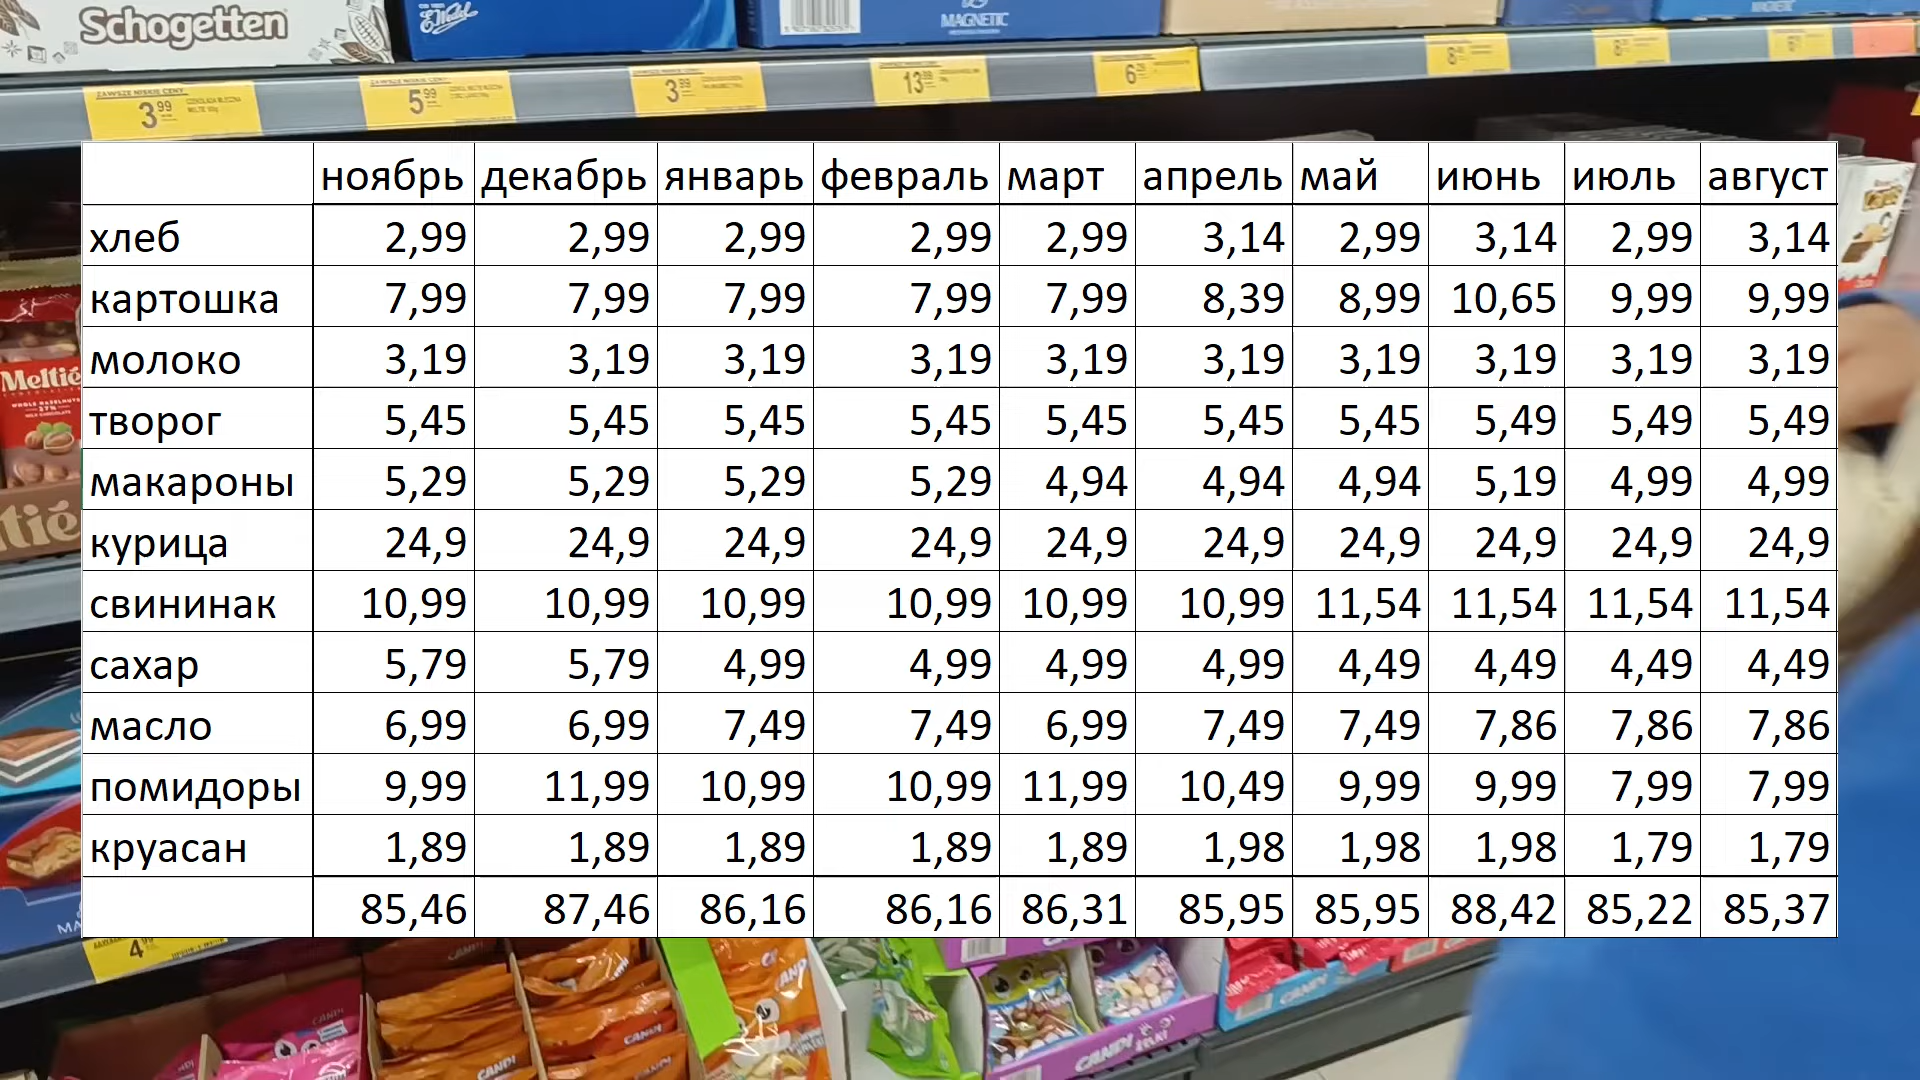 Schogetten
E. Wedel
MAGNETIC
ZAWSZE NISKIE CENY
3 99
5 99
3 99
13 99
6
ноябрь декабрь январь февраль март апрель май июнь июль август
хлеб 2,99 2,99 2,99 2,99 2,99 3,14 2,99 3,14 2,99 3,14
картошка 7,99 7,99 7,99 7,99 7,99 8,39 8,99 10,65 9,99 9,99
молоко 3,19 3,19 3,19 3,19 3,19 3,19 3,19 3,19 3,19 3,19
творог 5,45 5,45 5,45 5,45 5,45 5,45 5,45 5,49 5,49 5,49
макароны 5,29 5,29 5,29 5,29 4,94 4,94 4,94 5,19 4,99 4,99
курица 24,9 24,9 24,9 24,9 24,9 24,9 24,9 24,9 24,9 24,9
свининак 10,99 10,99 10,99 10,99 10,99 10,99 11,54 11,54 11,54 11,54
сахар 5,79 5,79 4,99 4,99 4,99 4,99 4,49 4,49 4,49 4,49
масло 6,99 6,99 7,49 7,49 6,99 7,49 7,49 7,86 7,86 7,86
помидоры 9,99 11,99 10,99 10,99 11,99 10,49 9,99 9,99 7,99 7,99
круасан 1,89 1,89 1,89 1,89 1,89 1,98 1,98 1,98 1,79 1,79
85,46 87,46 86,16 86,16 86,31 85,95 85,95 88,42 85,22 85,37
Meltié
CANDI
CANDI
CANDI